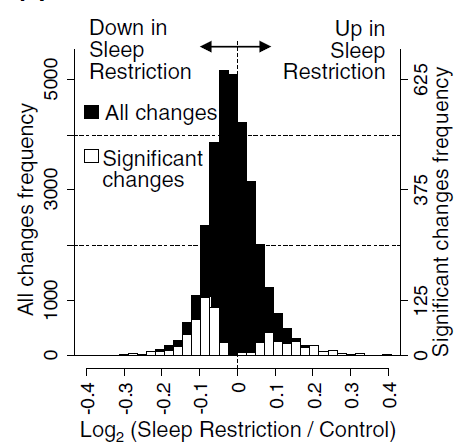 Down in
Sleep
Restriction
Up in
Sleep
Restriction
All changes
Significant
changes
All changes frequency
0
1000
3000
5000
Significant changes frequency
0
125
375
625
-0.4
-0.3
-0.2
-0.1
0
0.1
0.2
0.3
0.4
Log2 (Sleep Restriction / Control)